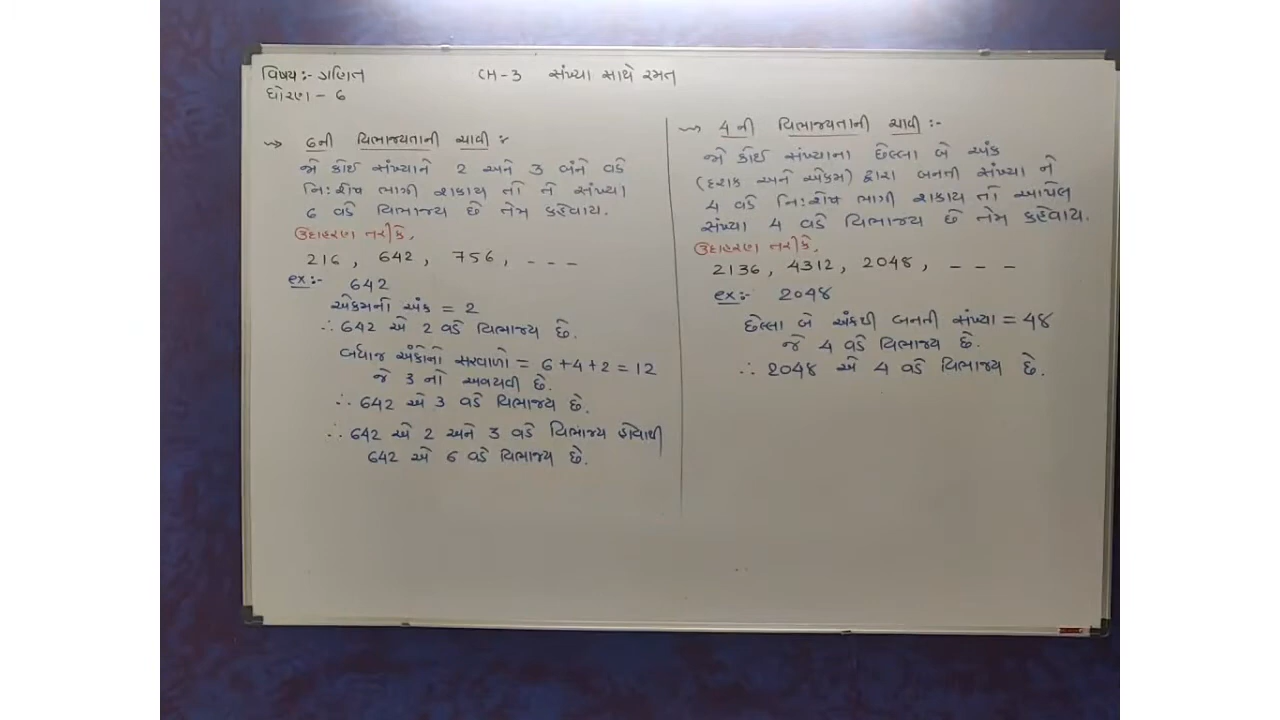 વિષય:- ગણિત
ધોરણ - 6
CH-3 સંખ્યા સાથે રમત
6ની વિભાજ્યતાની ચાવી :-
જો કોઈ સંખ્યાને 2 અને 3 બંને વડે
નિ:શેષ ભાગી શકાય તો તે સંખ્યા
6 વડે વિભાજ્ય છે તેમ કહેવાય.
ઉદાહરણ તરીકે,
216, 642, 756, - - -
ex:- 642
એકમનો અંક = 2
∴ 642 એ 2 વડે વિભાજ્ય છે.
બધાજ અંકોનો સરવાળો = 6+4+2 = 12
જે 3 નો અવયવી છે.
∴ 642 એ 3 વડે વિભાજ્ય છે.
∴ 642 એ 2 અને 3 વડે વિભાજ્ય હોવાથી
642 એ 6 વડે વિભાજ્ય છે.
4 ની વિભાજ્યતાની ચાવી :-
જો કોઈ સંખ્યાના છેલ્લા બે અંક
(દશક અને એકમ) દ્વારા બનતી સંખ્યા ને
4 વડે નિ:શેષ ભાગી શકાય તો આપેલ
સંખ્યા 4 વડે વિભાજ્ય છે તેમ કહેવાય.
ઉદાહરણ તરીકે,
2136, 4312, 2048, - - -
ex:- 2048
છેલ્લા બે અંકથી બનતી સંખ્યા = 48
જે 4 વડે વિભાજ્ય છે.
∴ 2048 એ 4 વડે વિભાજ્ય છે.